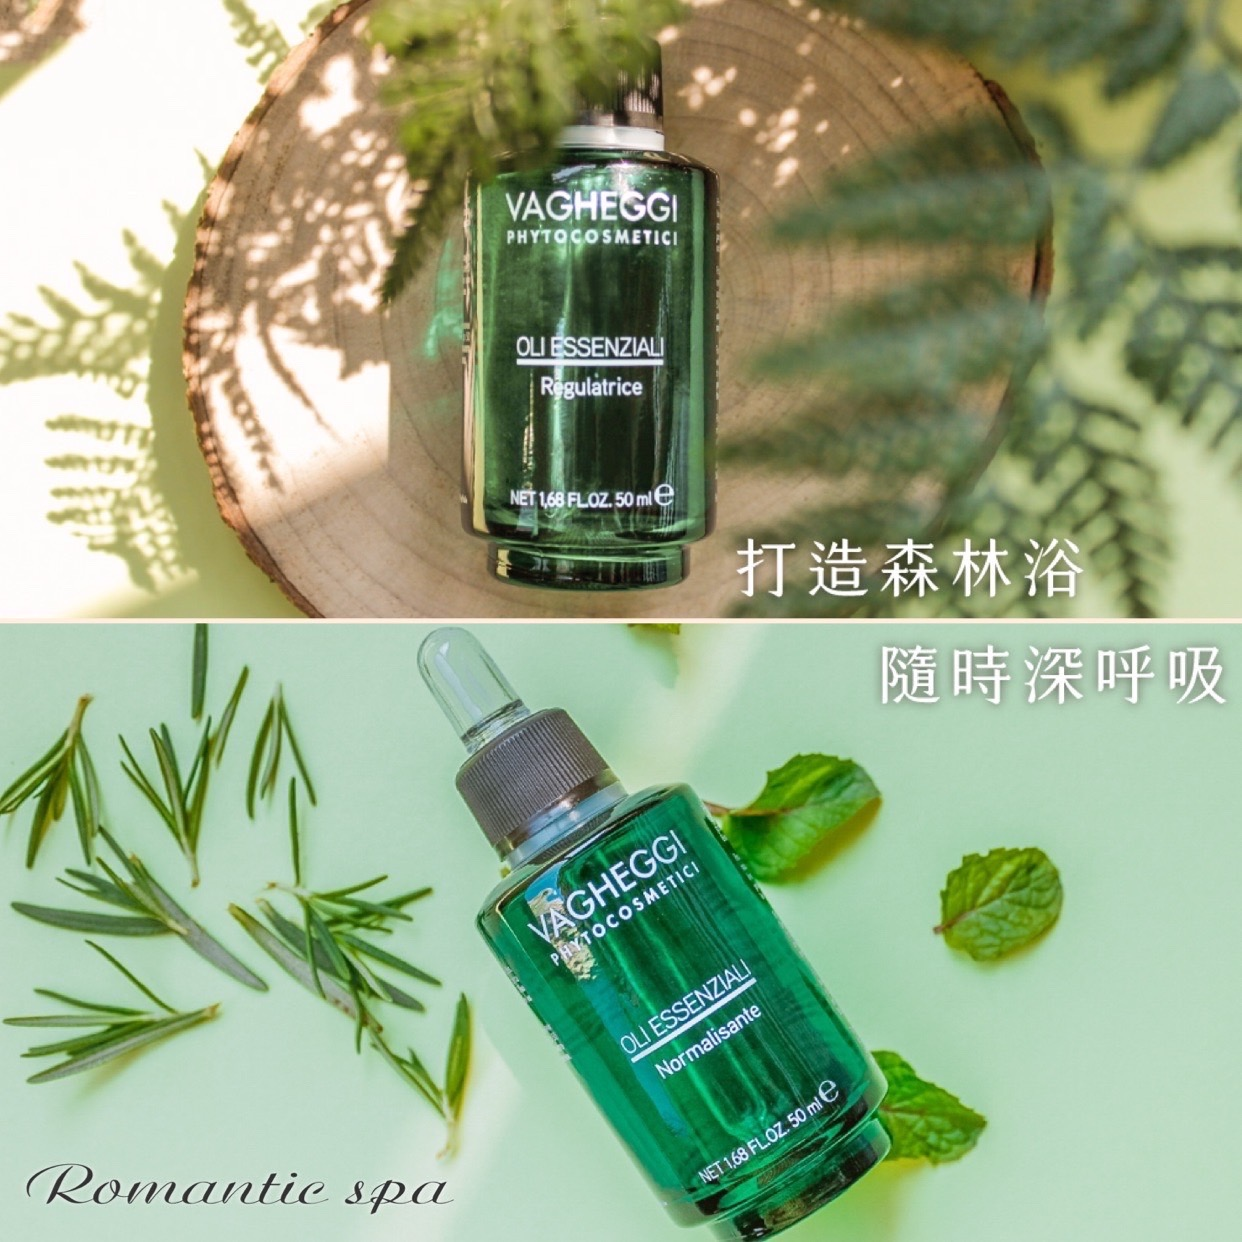 VAGHEGGI
PHYTOCOSMETICI
OLI ESSENZIALI
Regulatrice
NET 1,68 FL.OZ. 50 ml e
打造森林浴
隨時深呼吸
VAGHEGGI
PHYTOCOSMETICI
OLI ESSENZIALI
Normalisante
NET 1,68 FL.OZ. 50 ml e
Romantic spa